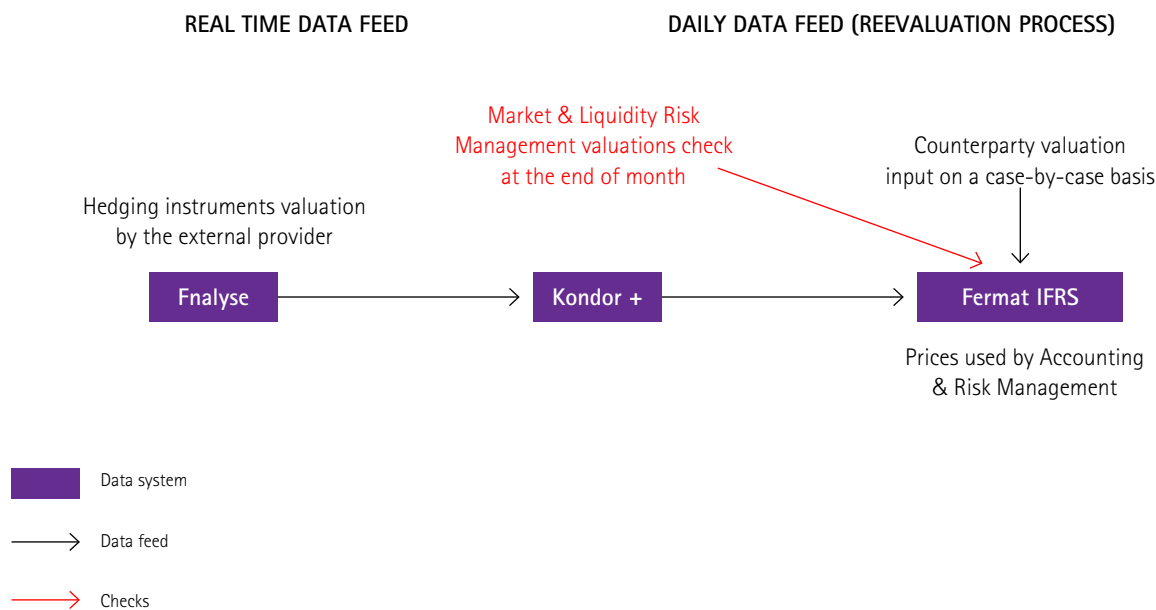 REAL TIME DATA FEED
DAILY DATA FEED (REEVALUATION PROCESS)
Market & Liquidity Risk
Management valuations check
at the end of month
Counterparty valuation
input on a case-by-case basis
Hedging instruments valuation
by the external provider
Fnalyse
Kondor +
Fermat IFRS
Prices used by Accounting
& Risk Management
Data system
Data feed
Checks